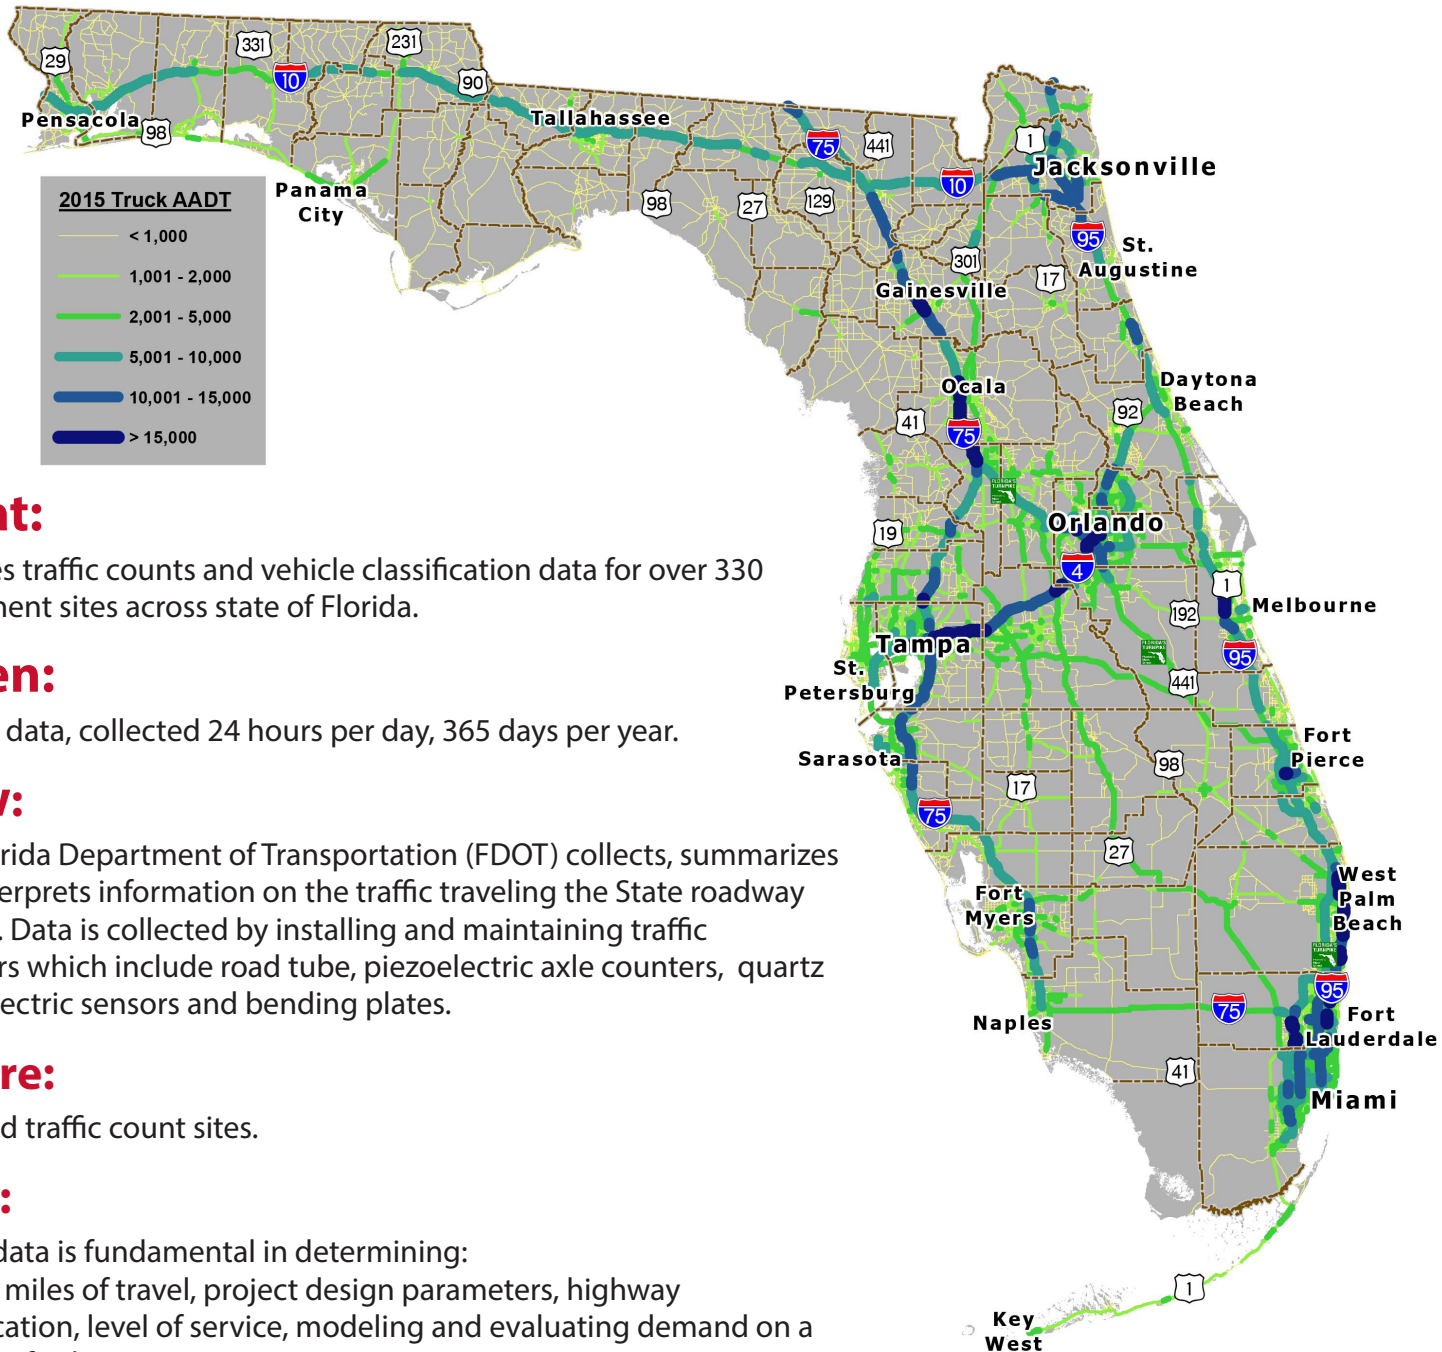 331
231
29
10
90
Pensacola
98
Tallahassee
75
441
1
Jacksonville
10
Panama
City
98
27
129
95
St.
Augustine
301
17
Gainesville
2015 Truck AADT
< 1,000
1,001 - 2,000
2,001 - 5,000
5,001 - 10,000
10,001 - 15,000
> 15,000
Ocala
Daytona
Beach
41
75
92
FLORIDA'S
TURNPIKE
19
Orlando
4
1
Melbourne
192
Tampa
FLORIDA'S
TURNPIKE
95
St.
Petersburg
441
Sarasota
98
Fort
Pierce
17
75
27
Fort
Myers
West
Palm
Beach
FLORIDA'S
TURNPIKE
95
75
Fort
Lauderdale
Naples
41
Miami
1
Key
West
at:
es traffic counts and vehicle classification data for over 330
ment sites across state of Florida.
en:
data, collected 24 hours per day, 365 days per year.
:
rida Department of Transportation (FDOT) collects, summarizes
erprets information on the traffic traveling the State roadway
. Data is collected by installing and maintaining traffic
rs which include road tube, piezoelectric axle counters, quartz
ectric sensors and bending plates.
re:
d traffic count sites.
:
data is fundamental in determining:
miles of travel, project design parameters, highway
cation, level of service, modeling and evaluating demand on a